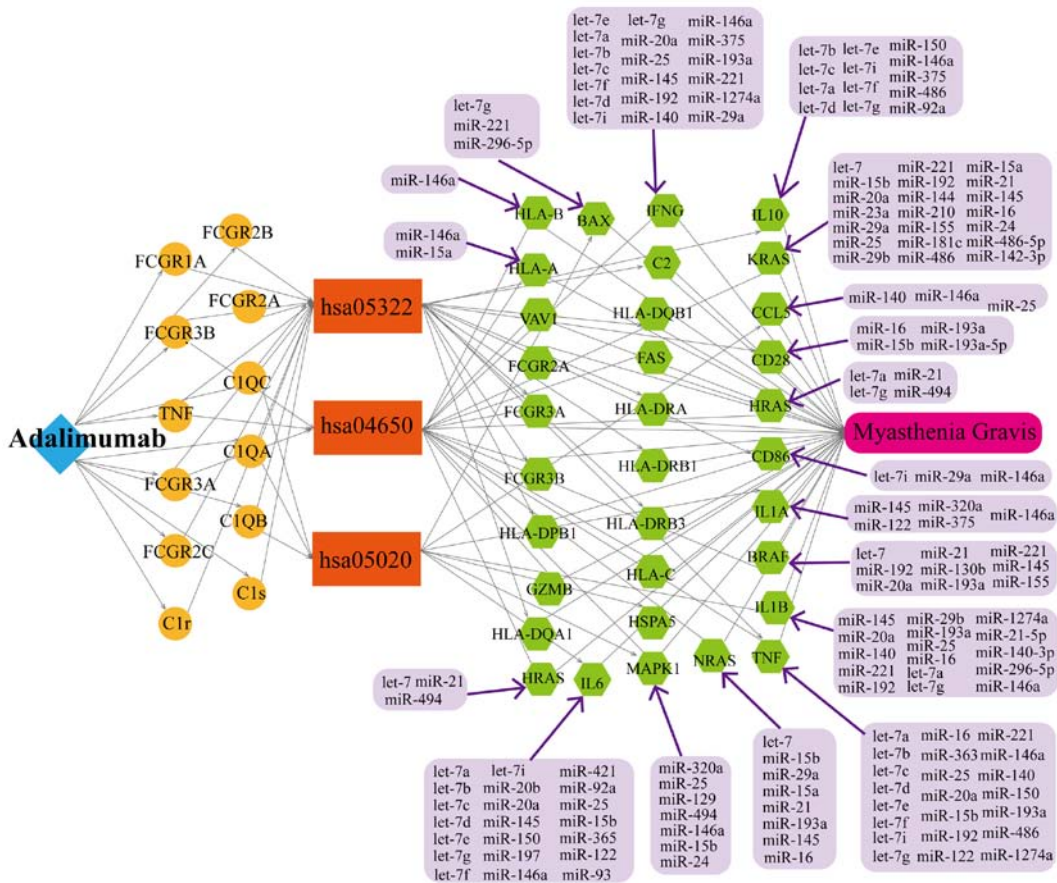 let-7e let-7g miR-146a
let-7a miR-20a miR-375
let-7b miR-25 miR-193a
let-7c miR-145 miR-221
let-7f miR-192 miR-1274a
let-7d miR-140 miR-29a
let-7i
let-7b let-7e miR-150
let-7c let-7i miR-146a
let-7a let-7f miR-375
let-7d let-7g miR-486
miR-92a
let-7g
miR-221
miR-296-5p
miR-146a
miR-146a
miR-15a
let-7 miR-221 miR-15a
miR-15b miR-192 miR-21
miR-20a miR-144 miR-145
miR-23a miR-210 miR-16
miR-29a miR-155 miR-24
miR-25 miR-181c miR-486-5p
miR-29b miR-486 miR-142-3p
miR-140 miR-146a
miR-25
miR-16 miR-193a
miR-15b miR-193a-5p
let-7a miR-21
let-7g miR-494
Adalimumab
FCGR2B
FCGR1A
FCGR2A
FCGR3B
C1QC
TNF
C1QA
FCGR3A
C1QB
FCGR2C
C1s
C1r
hsa05322
hsa04650
hsa05020
HLA-B
BAX
IFNG
IL10
HLA-A
C2
KRAS
VAV1
HLA-DQB1
CCL5
FCGR2A
FAS
CD28
FCGR3A
HLA-DRA
HRAS
FCGR3B
HLA-DRB1
CD86
HLA-DPB1
HLA-DRB3
IL1A
GZMB
HLA-C
BRAF
HLA-DQA1
HSPA5
IL1B
HRAS
IL6
MAPK1
NRAS
TNF
Myasthenia Gravis
let-7i miR-29a miR-146a
miR-145 miR-320a miR-146a
miR-122 miR-375
let-7 miR-21 miR-221
miR-192 miR-130b miR-145
miR-20a miR-193a miR-155
miR-145 miR-29b miR-1274a
miR-20a miR-193a miR-21-5p
miR-140 miR-25 miR-140-3p
miR-221 miR-16 miR-296-5p
miR-192 let-7a miR-146a
let-7g
let-7 miR-21
miR-494
let-7a let-7i miR-421
let-7b miR-20b miR-92a
let-7c miR-20a miR-25
let-7d miR-145 miR-15b
let-7e miR-150 miR-365
let-7g miR-197 miR-122
let-7f miR-146a miR-93
miR-320a
miR-25
miR-129
miR-494
miR-146a
miR-15b
miR-24
let-7
miR-15b
miR-29a
miR-15a
miR-21
miR-193a
miR-145
miR-16
let-7a miR-16 miR-221
let-7b miR-363 miR-146a
let-7c miR-25 miR-140
let-7d miR-20a miR-150
let-7e miR-15b miR-193a
let-7f miR-192 miR-486
let-7i miR-122 miR-1274a
let-7g